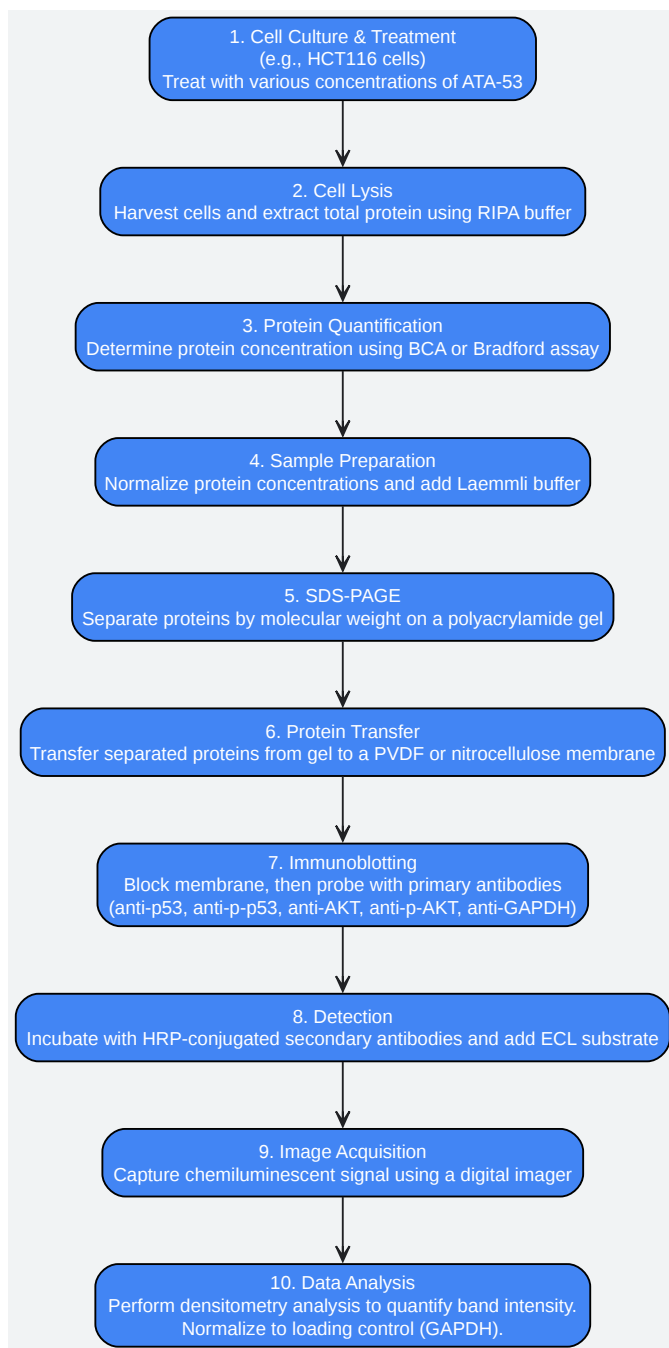 1. Cell Culture & Treatment
(e.g., HCT116 cells)
Treat with various concentrations of ATA-53
2. Cell Lysis
Harvest cells and extract total protein using RIPA buffer
3. Protein Quantification
Determine protein concentration using BCA or Bradford assay
4. Sample Preparation
Normalize protein concentrations and add Laemmli buffer
5. SDS-PAGE
Separate proteins by molecular weight on a polyacrylamide gel
6. Protein Transfer
Transfer separated proteins from gel to a PVDF or nitrocellulose membrane
7. Immunoblotting
Block membrane, then probe with primary antibodies
(anti-p53, anti-p-p53, anti-AKT, anti-p-AKT, anti-GAPDH)
8. Detection
Incubate with HRP-conjugated secondary antibodies and add ECL substrate
9. Image Acquisition
Capture chemiluminescent signal using a digital imager
10. Data Analysis
Perform densitometry analysis to quantify band intensity.
Normalize to loading control (GAPDH).